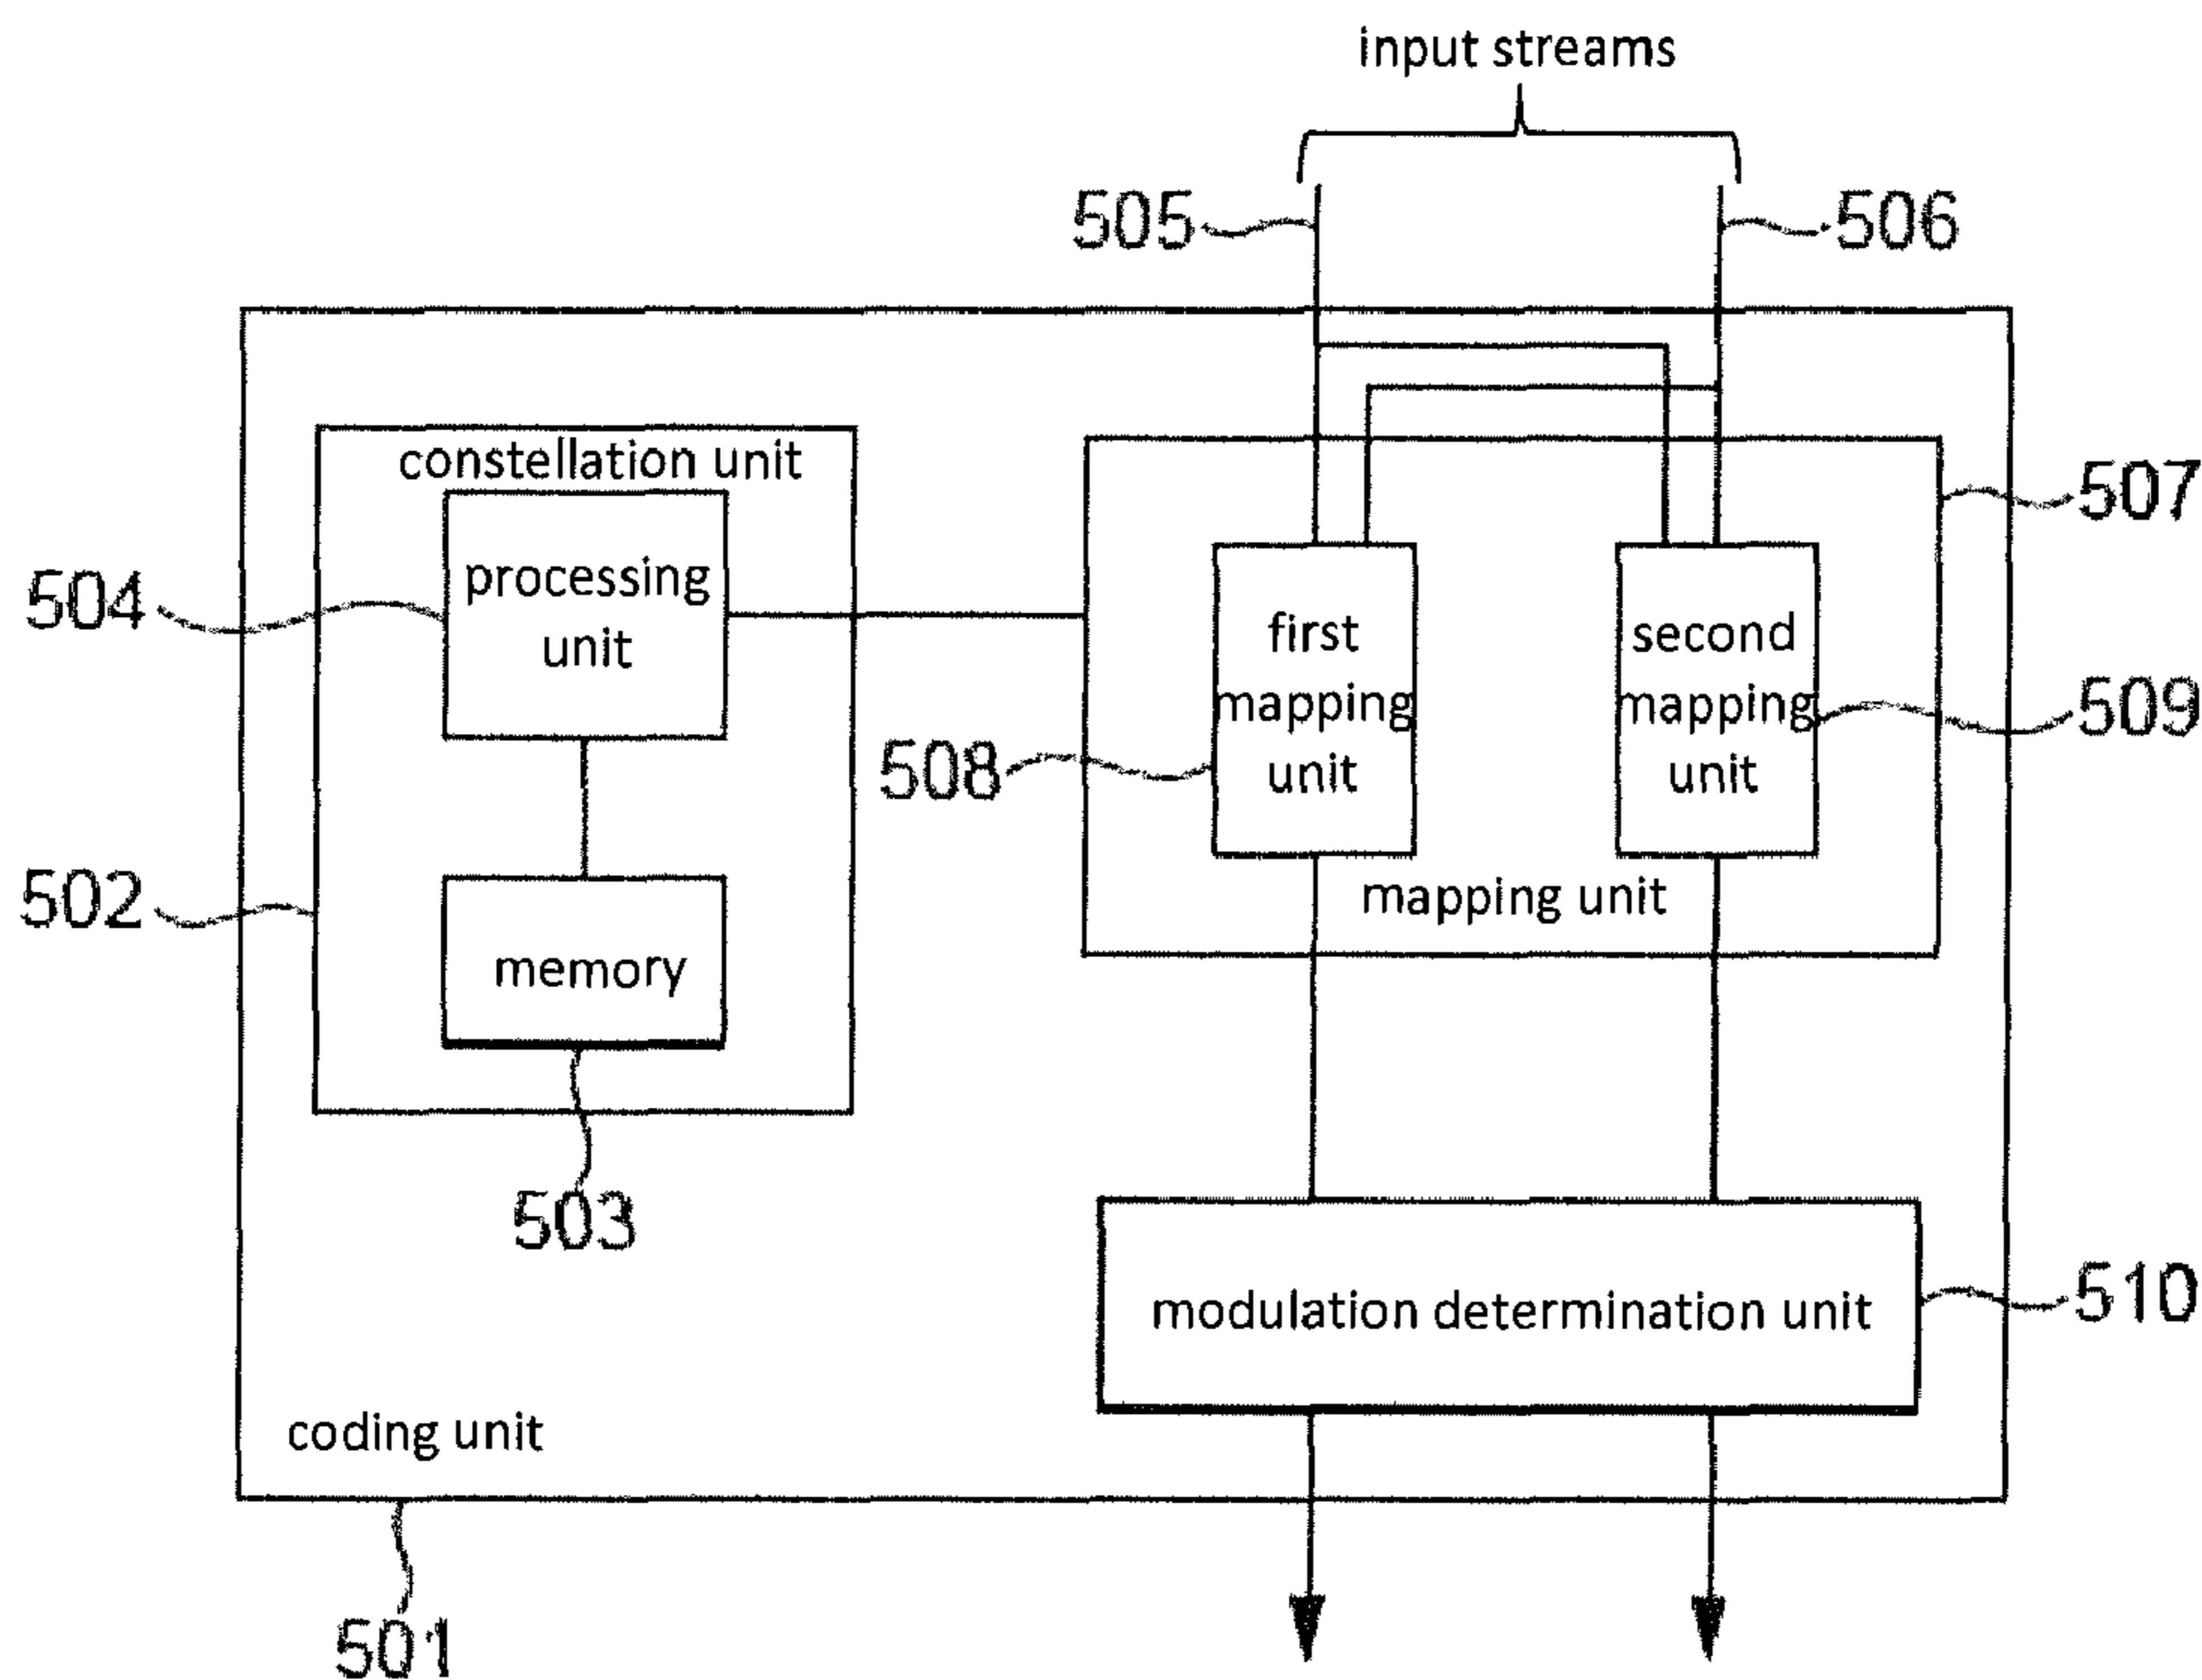 input streams
505
506
constellation unit
507
504
processing
unit
first
mapping
unit
second
mapping
unit
509
508
502
mapping unit
memory
503
510
modulation determination unit
coding unit
501